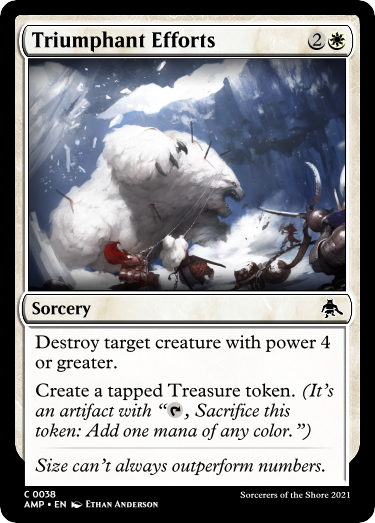 Triumphant Efforts 2
Sorcery
Destroy target creature with power 4
or greater.
Create a tapped Treasure token. (It's
an artifact with “, Sacrifice this
token: Add one mana of any color.”)
Size can't always outperform numbers.
C 0038
AMP • EN Ethan Anderson
Sorcerers of the Shore 2021